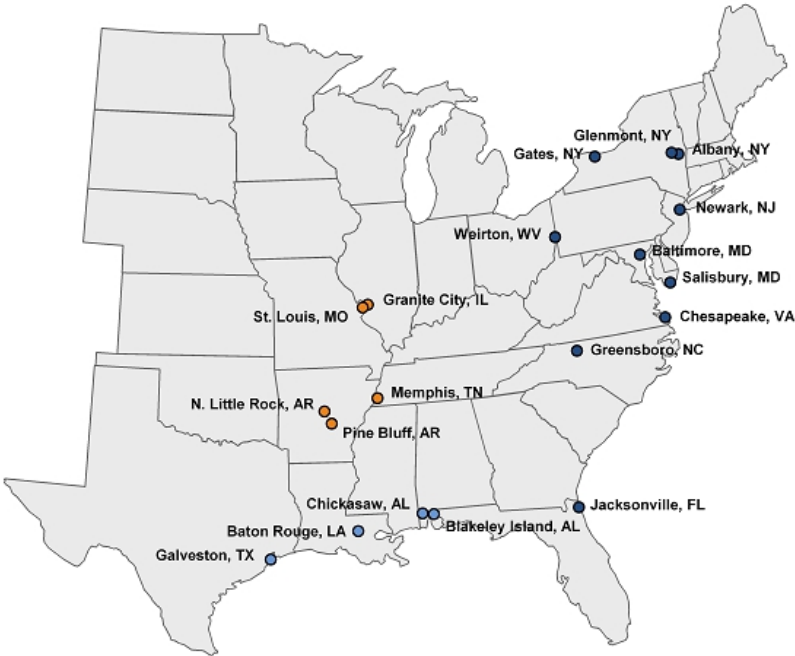 Glenmont, NY
Gates, NY
Albany, NY
Newark, NJ
Weirton, WV
Baltimore, MD
Salisbury, MD
Granite City, IL
St. Louis, MO
Chesapeake, VA
Greensboro, NC
Memphis, TN
N. Little Rock, AR
Pine Bluff, AR
Chickasaw, AL
Jacksonville, FL
Baton Rouge, LA
Blakeley Island, AL
Galveston, TX